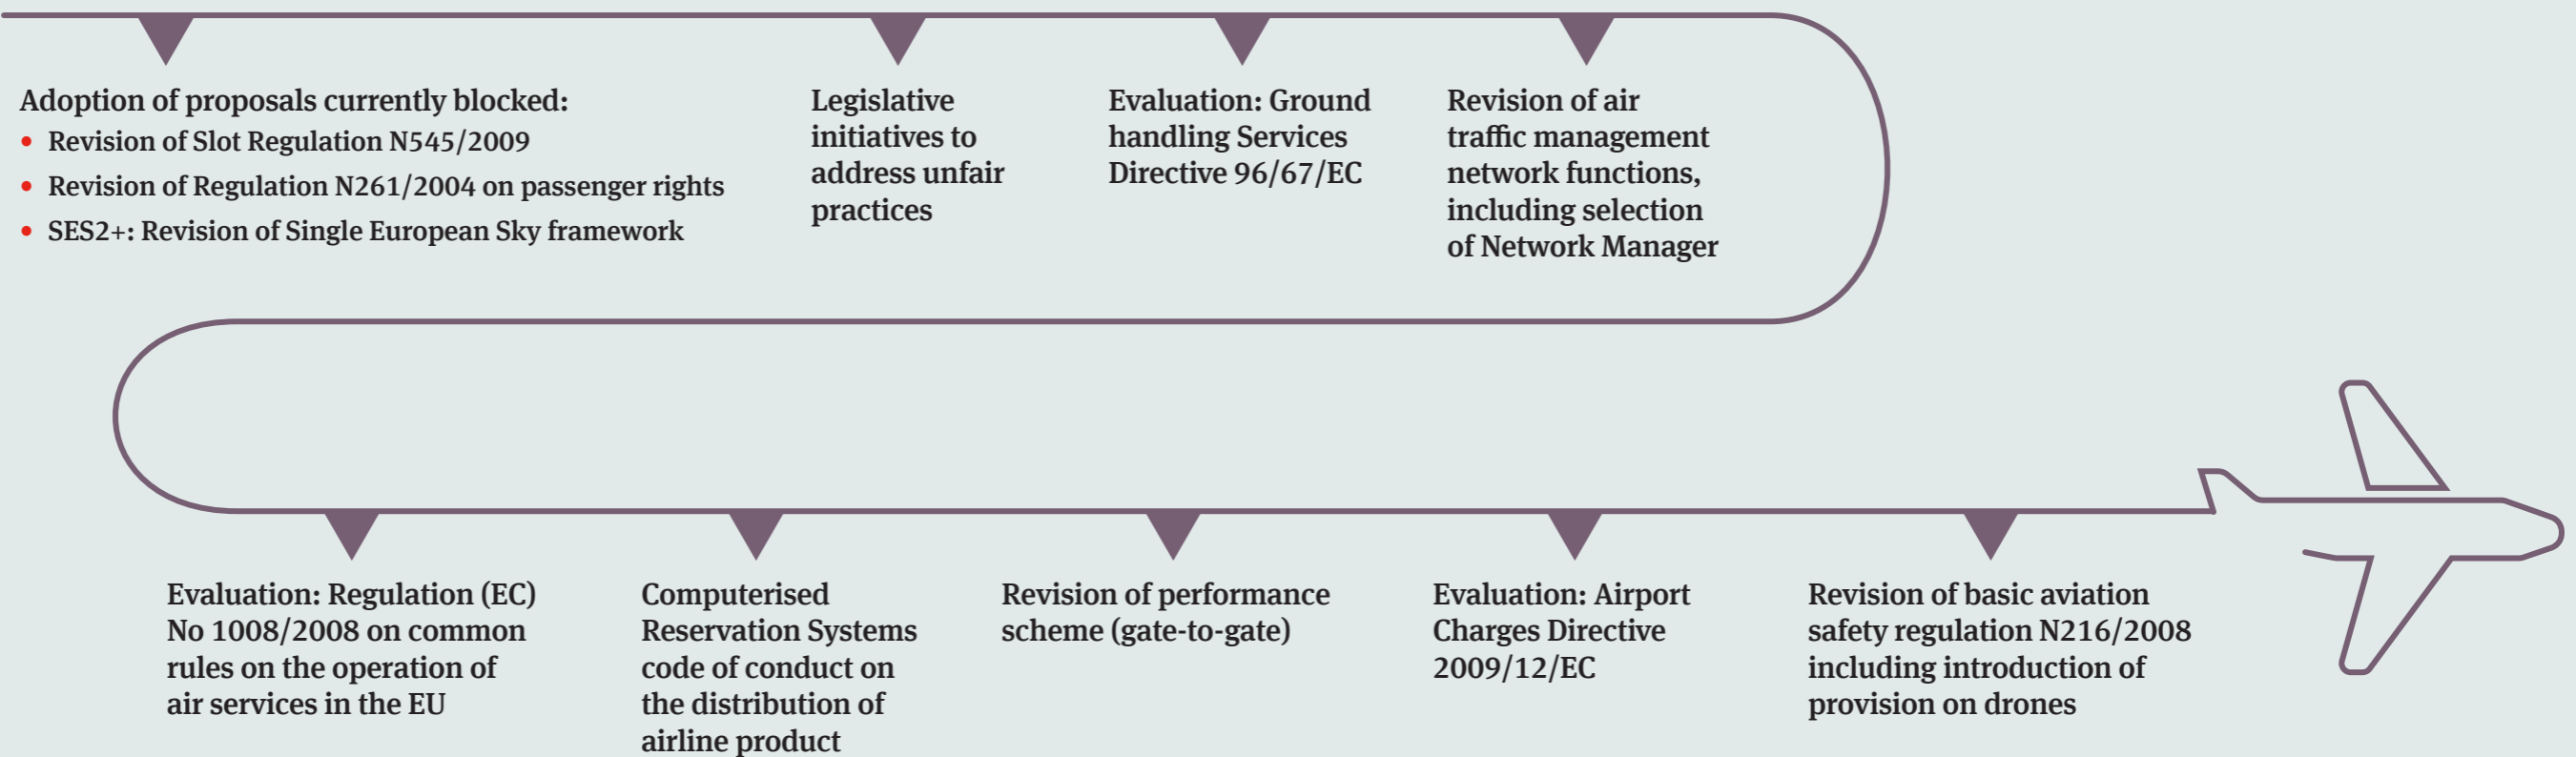 Adoption of proposals currently blocked:
• Revision of Slot Regulation N545/2009
• Revision of Regulation N261/2004 on passenger rights
• SES2+: Revision of Single European Sky framework
Legislative
initiatives to
address unfair
practices
Evaluation: Ground
handling Services
Directive 96/67/EC
Revision of air
traffic management
network functions,
including selection
of Network Manager
Evaluation: Regulation (EC)
No 1008/2008 on common
rules on the operation of
air services in the EU
Computerised
Reservation Systems
code of conduct on
the distribution of
airline product
Revision of performance
scheme (gate-to-gate)
Evaluation: Airport
Charges Directive
2009/12/EC
Revision of basic aviation
safety regulation N216/2008
including introduction of
provision on drones